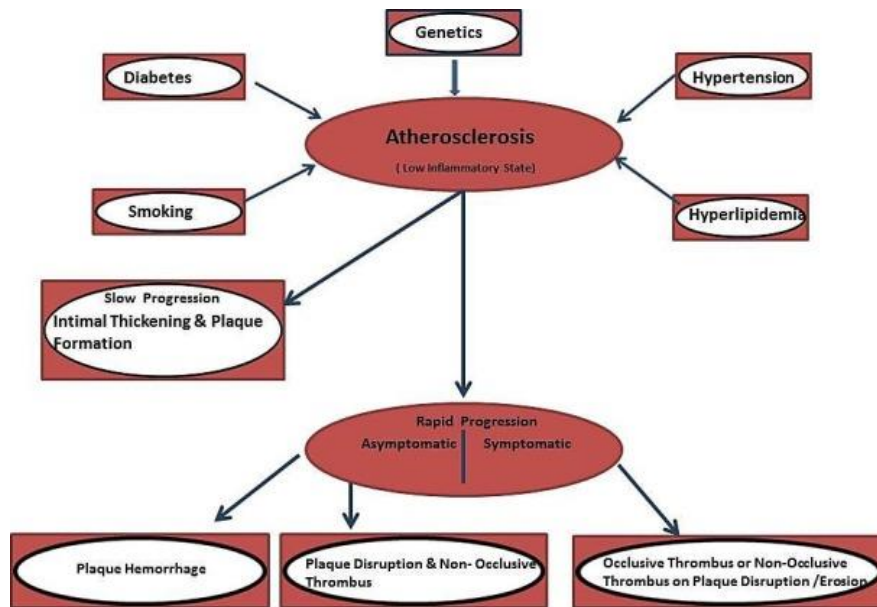 Genetics
Diabetes
Hypertension
Atherosclerosis
( Low Inflammatory State)
Smoking
Hyperlipidemia
Slow Progression
Intimal Thickening & Plaque
Formation
Rapid Progression
Asymptomatic
Symptomatic
Plaque Hemorrhage
Plaque Disruption & Non- Occlusive
Thrombus
Occlusive Thrombus or Non-Occlusive
Thrombus on Plaque Disruption /Erosion